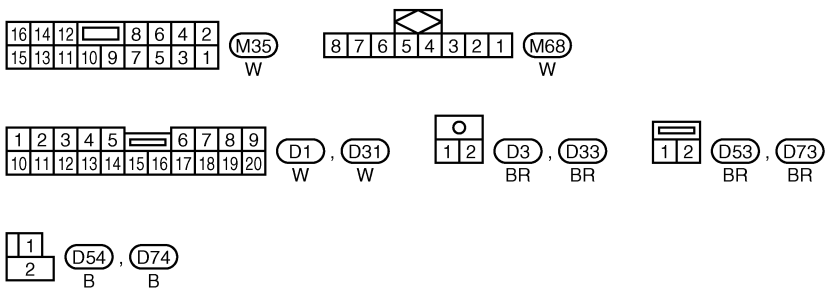 16 14 12 8 6 4 2
15 13 11 10 9 7 5 3 1
M35
W
8 7 6 5 4 3 2 1
M68
W
1 2 3 4 5 6 7 8 9
10 11 12 13 14 15 16 17 18 19 20
D1 , D31
W W
1 2
D3 , D33
BR BR
1 2
D53 , D73
BR BR
1
2
D54 , D74
B B